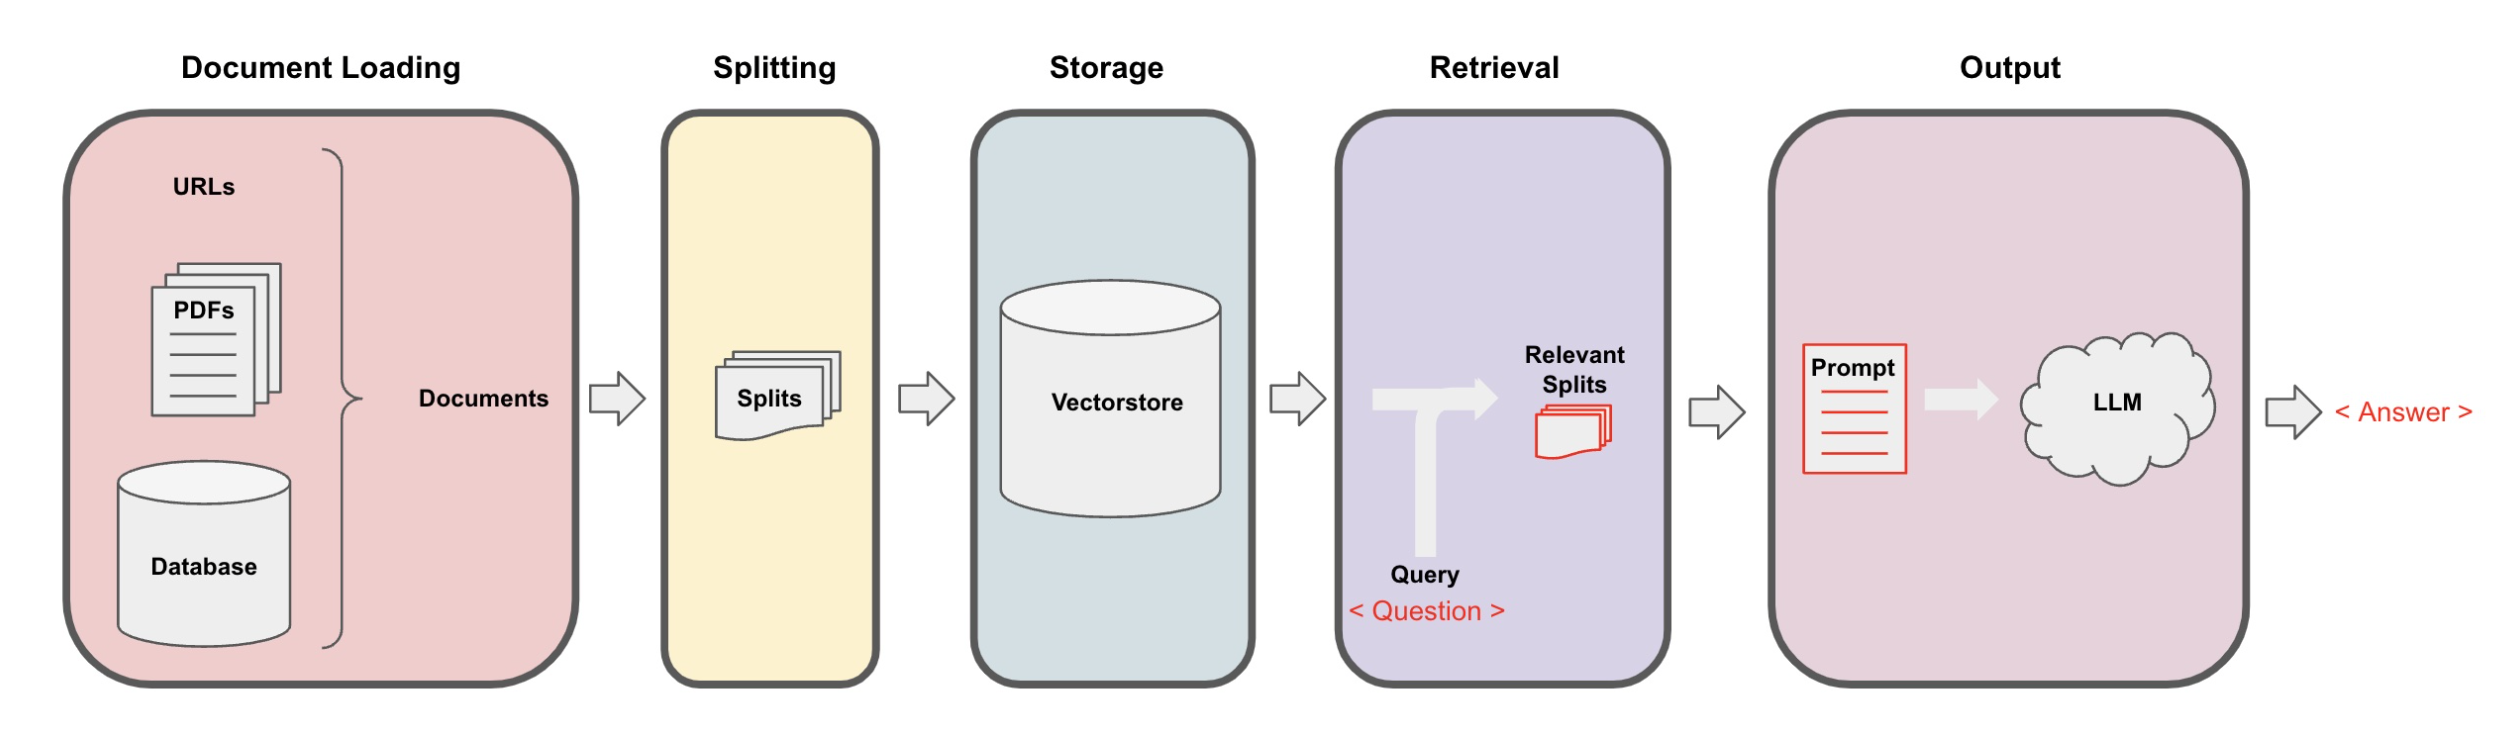 Document Loading
Splitting
Storage
Retrieval
Output
URLs
PDFs
Database
Documents
Splits
Vectorstore
Relevant
Splits
Query
< Question >
Prompt
LLM
< Answer >